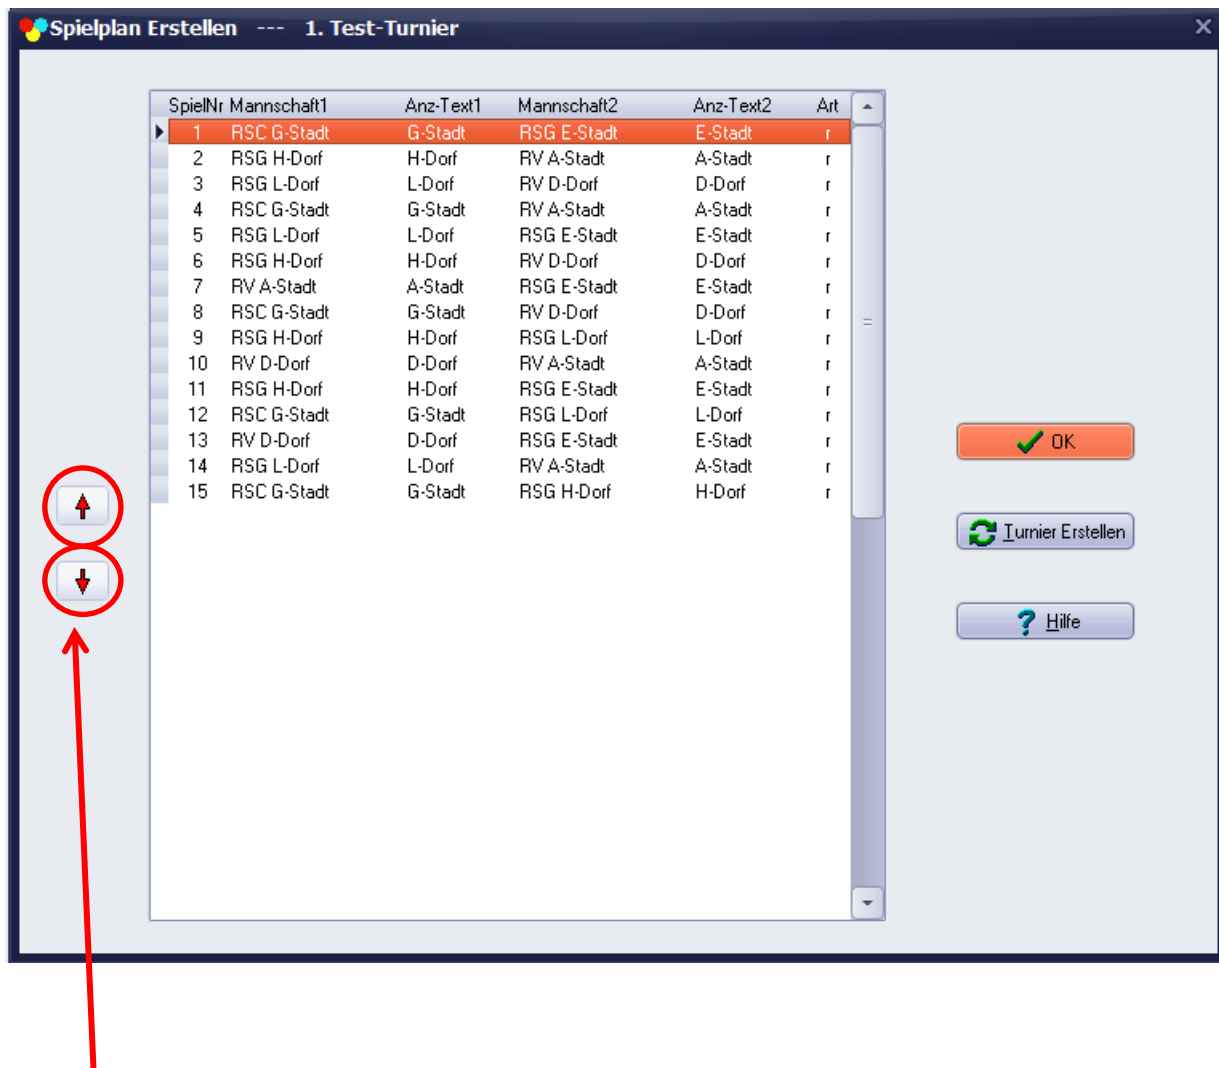 Spielplan Erstellen --- 1. Test-Turnier
SpielNr Mannschaft1 Anz-Text1 Mannschaft2 Anz-Text2 Art
1 RSC G-Stadt G-Stadt RSG E-Stadt E-Stadt r
2 RSG H-Dorf H-Dorf RV A-Stadt A-Stadt r
3 RSG L-Dorf L-Dorf RV D-Dorf D-Dorf r
4 RSC G-Stadt G-Stadt RV A-Stadt A-Stadt r
5 RSG L-Dorf L-Dorf RSG E-Stadt E-Stadt r
6 RSG H-Dorf H-Dorf RV D-Dorf D-Dorf r
7 RV A-Stadt A-Stadt RSG E-Stadt E-Stadt r
8 RSC G-Stadt G-Stadt RV D-Dorf D-Dorf r
9 RSG H-Dorf H-Dorf RSG L-Dorf L-Dorf r
10 RV D-Dorf D-Dorf RV A-Stadt A-Stadt r
11 RSG H-Dorf H-Dorf RSG E-Stadt E-Stadt r
12 RSC G-Stadt G-Stadt RSG L-Dorf L-Dorf r
13 RV D-Dorf D-Dorf RSG E-Stadt E-Stadt r
14 RSG L-Dorf L-Dorf RV A-Stadt A-Stadt r
15 RSC G-Stadt G-Stadt RSG H-Dorf H-Dorf r
OK
Turnier Erstellen
? Hilfe